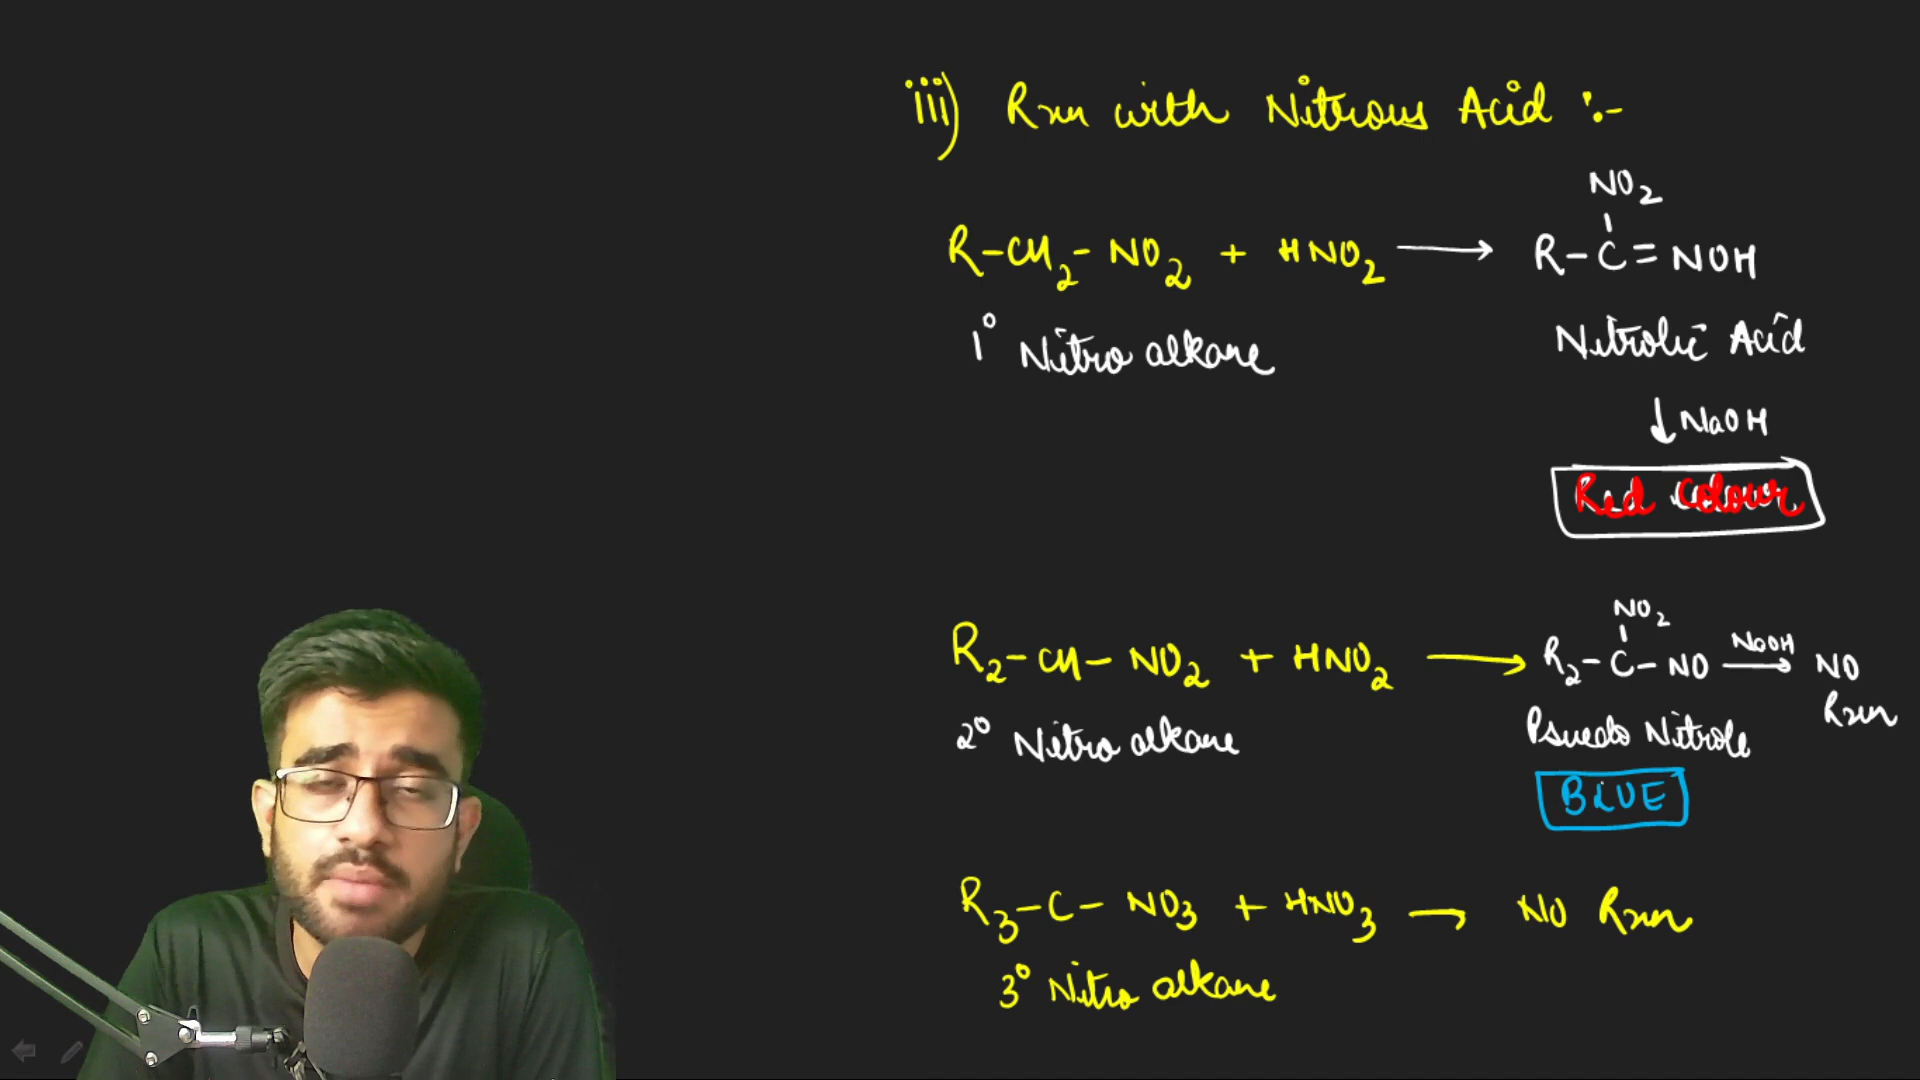 iii) Rxn with Nitrous Acid :-
NO2
R-CH2-NO2 + HNO2 → R-C=NOH
1° Nitro alkane
Nitrolic Acid
↓NaOH
Red Colour
NO2
R2-CH-NO2 + HNO2 → R2-C-NO NaOH → NO Rxn
2° Nitro alkane
Psuedo Nitrole
BLUE
R3-C-NO3 + HNO3 → NO Rxn
3° Nitro alkane